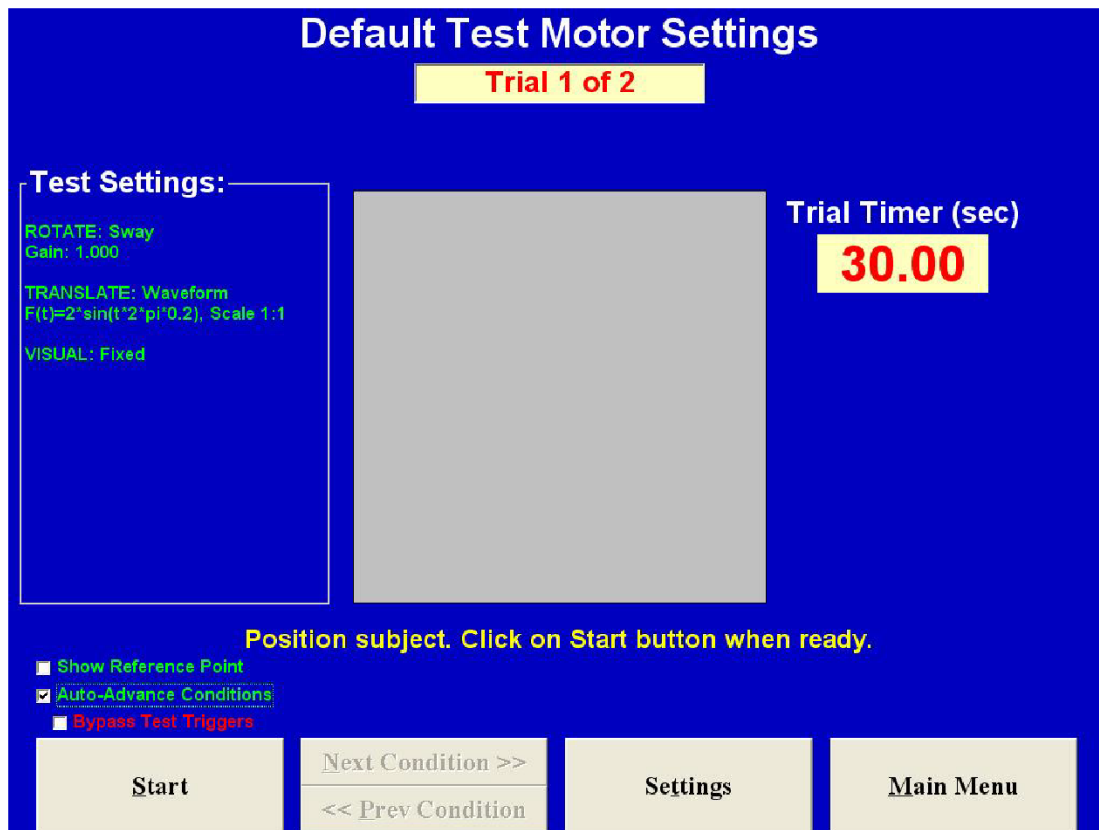 Default Test Motor Settings
Trial 1 of 2
Test Settings:
ROTATE: Sway
Gain: 1.000
TRANSLATE: Waveform
F(t)=2*sin(t*2*pi*0.2), Scale 1:1
VISUAL: Fixed
Trial Timer (sec)
30.00
Position subject. Click on Start button when ready.
Show Reference Point
Auto-Advance Conditions
Bypass Test Triggers
Start
Next Condition >>
<< Prev Condition
Settings
Main Menu